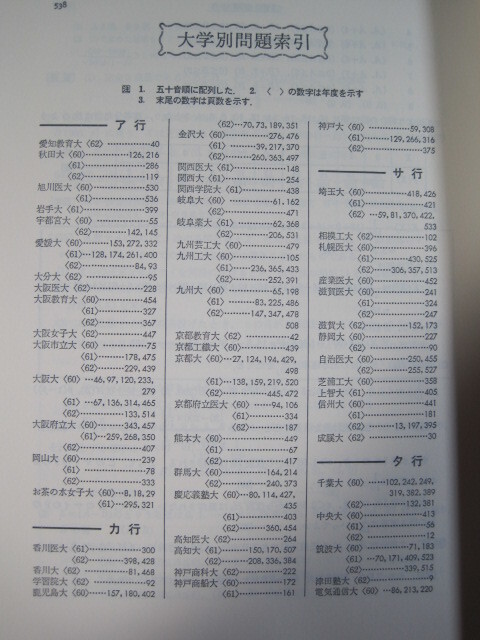 538
大学別問題索引
注 1. 五十音順に配列した. 2. 〈 〉の数字は年度を示す
3. 末尾の数字は頁数を示す.
ア 行
愛知教育大〈62〉…………40
秋田大〈60〉…………126, 216
〈61〉…………286
〈62〉…………119
旭川医大〈60〉…………530
〈61〉…………536
岩手大〈61〉…………399
宇都宮大〈60〉…………55
〈62〉…………142, 145
愛媛大〈60〉…………153, 272, 332
〈61〉…128, 174, 261, 400
〈62〉…………84, 93
大分大〈62〉…………95
大阪医大〈62〉…………228
大阪教育大〈60〉…………454
〈61〉…………327
〈62〉…………367
大阪女子大〈62〉…………447
大阪市立大〈60〉…………75
〈61〉…………178, 475
〈62〉…………229, 439
大阪大〈60〉…46, 97, 120, 233,
279
〈61〉…67, 136, 314, 465
〈62〉…………133, 514
大阪府立大〈60〉…………343, 457
〈61〉…259, 268, 350
〈62〉…………407
岡山大〈60〉…………239
〈61〉…………78
〈62〉…………333
お茶の水女子大〈60〉…8, 18, 29
〈61〉…295, 321
カ 行
香川医大〈61〉…………300
〈62〉…………398, 428
香川大〈62〉…………81, 468
学習院大〈62〉…………92
鹿児島大〈60〉…………157, 180, 402
〈62〉…70, 73, 189, 351
金沢大〈60〉…………276, 476
〈61〉…………39, 217, 370
〈62〉…………260, 363, 497
関西医大〈61〉…………148
関西大〈61〉…………254
関西学院大〈61〉…………438
岐阜大〈60〉…………61, 162
〈62〉…………471
岐阜薬大〈61〉…………62, 368
〈62〉…………206, 531
九州芸工大〈60〉…………479
九州工大〈60〉…………105
〈61〉…………236, 365, 433
〈62〉…………252, 391
九州大〈60〉…………65, 198
〈61〉…………83, 225, 486
〈62〉…………147, 347, 478
508
京都教育大〈62〉…………42
京都工繊大〈60〉…………439
京都大〈60〉…27, 124, 194, 429,
498
〈61〉…138, 159, 219, 520
〈62〉…………445, 472
京都府立医大〈60〉…………94, 106
〈61〉…………334
〈62〉…………187
熊本大〈60〉…………449
〈61〉…………67
〈62〉…………417
群馬大〈60〉…………164, 214
〈62〉…………240, 373
慶応義塾大〈60〉…80, 114, 427,
435
〈61〉…………403
〈62〉…………360, 454
高知医大〈62〉…………264
高知大〈61〉…………150, 170, 507
〈62〉…………208, 336, 384
神戸商科大〈62〉…………222
神戸商船大〈60〉…………172
〈61〉…………161
神戸大〈60〉…………59, 308
〈61〉…………129, 266, 316
〈62〉…………375
サ 行
埼玉大〈60〉…………418, 426
〈61〉…………421
〈62〉…59, 81, 370, 422,
533
相模工大〈62〉…………102
札幌医大〈60〉…………396
〈61〉…………430, 525
〈62〉…………306, 357, 513
産業医大〈60〉…………452
滋賀医大〈60〉…………241
〈61〉…………324
〈62〉…………247
滋賀大〈62〉…………152, 173
静岡大〈60〉…………227
〈62〉…………90
自治医大〈60〉…………250, 455
〈62〉…………255, 527
芝浦工大〈60〉…………358
上智大〈61〉…………405
信州大〈60〉…………441
〈61〉…………181
〈62〉…………13, 197, 395
成蹊大〈62〉…………30
タ 行
千葉大〈60〉…………102, 242, 249,
319, 382, 389
〈62〉…………132, 381
中央大〈60〉…………413
〈61〉…………56
〈62〉…………12
筑波大〈60〉…………71, 183
〈61〉…70, 171, 409, 523
〈62〉…………339, 515
津田塾大〈62〉…………9
電気通信大〈60〉…86, 213, 220